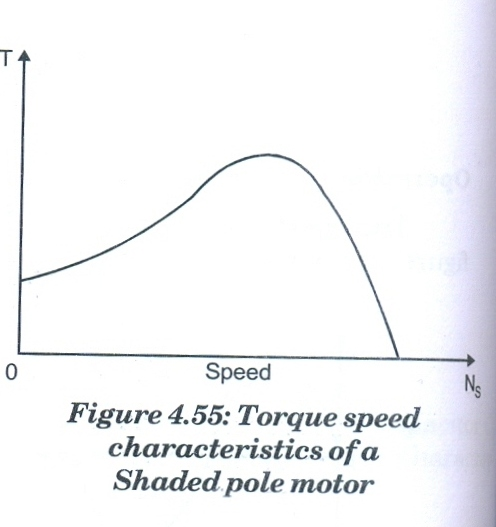 T
0
Speed
Nₛ
Figure 4.55: Torque speed
characteristics of a
Shaded pole motor